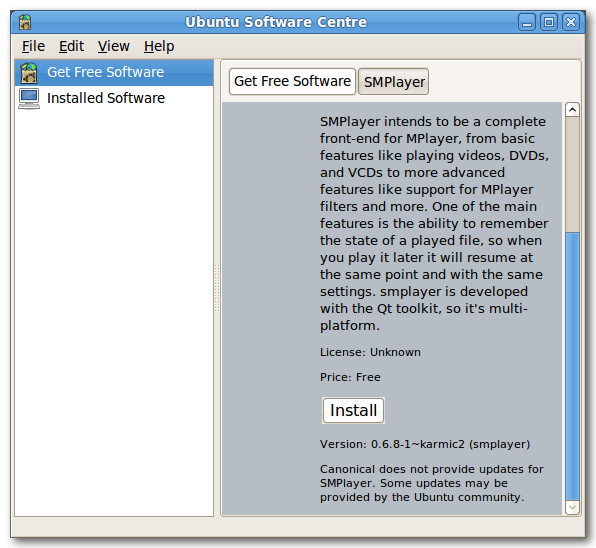 Ubuntu Software Centre
File Edit View Help
Get Free Software
Installed Software
Get Free Software SMPlayer
SMPlayer intends to be a complete
front-end for MPlayer, from basic
features like playing videos, DVDs,
and VCDs to more advanced
features like support for MPlayer
filters and more. One of the main
features is the ability to remember
the state of a played file, so when
you play it later it will resume at
the same point and with the same
settings. smplayer is developed
with the Qt toolkit, so it's multi-
platform.
License: Unknown
Price: Free
Install
Version: 0.6.8-1~karmic2 (smplayer)
Canonical does not provide updates for
SMPlayer. Some updates may be
provided by the Ubuntu community.